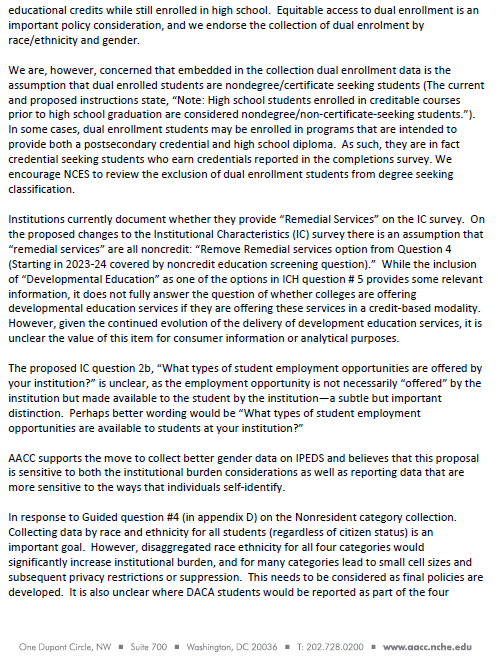 educational credits while still enrolled in high school.  Equitable access to dual enrollment is an
important policy consideration, and we endorse the collection of dual enrolment by
race/ethnicity and gender.
We are, however, concerned that embedded in the collection dual enrollment data is the
assumption that dual enrolled students are nondegree/certificate seeking students (The current
and proposed instructions state, “Note: High school students enrolled in creditable courses
prior to high school graduation are considered nondegree/non-certificate-seeking students.”).
In some cases, dual enrollment students may be enrolled in programs that are intended to
provide both a postsecondary credential and high school diploma.  As such, they are in fact
credential seeking students who earn credentials reported in the completions survey. We
encourage NCES to review the exclusion of dual enrollment students from degree seeking
classification.
Institutions currently document whether they provide “Remedial Services” on the IC survey.  On
the proposed changes to the Institutional Characteristics (IC) survey there is an assumption that
“remedial services” are all noncredit: “Remove Remedial services option from Question 4
(Starting in 2023-24 covered by noncredit education screening question).”  While the inclusion
of “Developmental Education” as one of the options in ICH question # 5 provides some relevant
information, it does not fully answer the question of whether colleges are offering
developmental education services if they are offering these services in a credit-based modality.
However, given the continued evolution of the delivery of development education services, it is
unclear the value of this item for consumer information or analytical purposes.
The proposed IC question 2b, “What types of student employment opportunities are offered by
your institution?” is unclear, as the employment opportunity is not necessarily “offered” by the
institution but made available to the student by the institution—a subtle but important
distinction.  Perhaps better wording would be “What types of student employment
opportunities are available to students at your institution?”
AACC supports the move to collect better gender data on IPEDS and believes that this proposal
is sensitive to both the institutional burden considerations as well as reporting data that are
more sensitive to the ways that individuals self-identify.
In response to Guided question #4 (in appendix D) on the Nonresident category collection.
Collecting data by race and ethnicity for all students (regardless of citizen status) is an
important goal.  However, disaggregated race ethnicity for all four categories would
significantly increase institutional burden, and for many categories lead to small cell sizes and
subsequent privacy restrictions or suppression.  This needs to be considered as final policies are
developed.  It is also unclear where DACA students would be reported as part of the four
One Dupont Circle, NW ■ Suite 700 ■ Washington, DC 20036 ■ T: 202.728.0200 ■ www.aacc.nche.edu